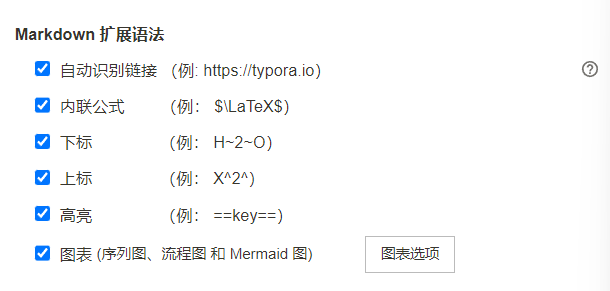 Markdown 扩展语法
自动识别链接 （例: https://typora.io）
内联公式 （例： $\LaTeX$）
下标 （例： H~2~O）
上标 （例： X^2^）
高亮 （例： ==key==）
图表 (序列图、流程图 和 Mermaid 图) 图表选项